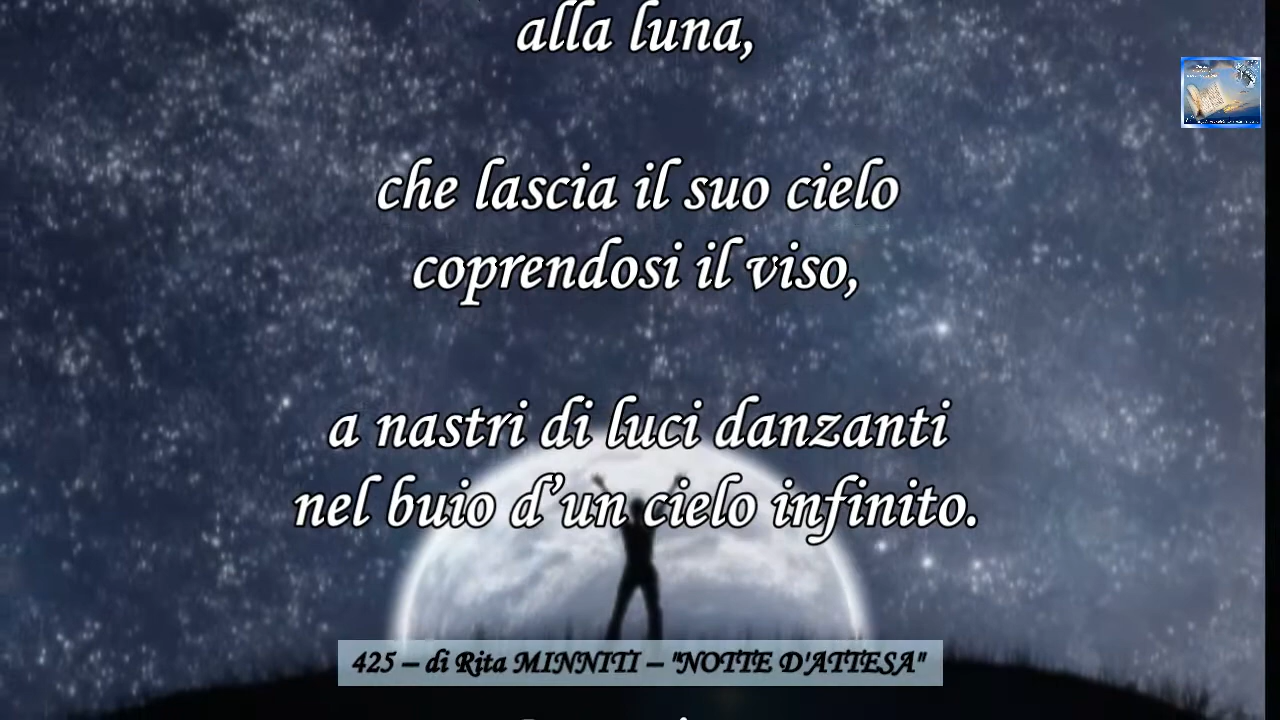 alla luna,
che lascia il suo cielo
coprendosi il viso,
a nastri di luci danzanti
nel buio d’un cielo infinito.
425 – di Rita MINNITI – "NOTTE D'ATTESA"